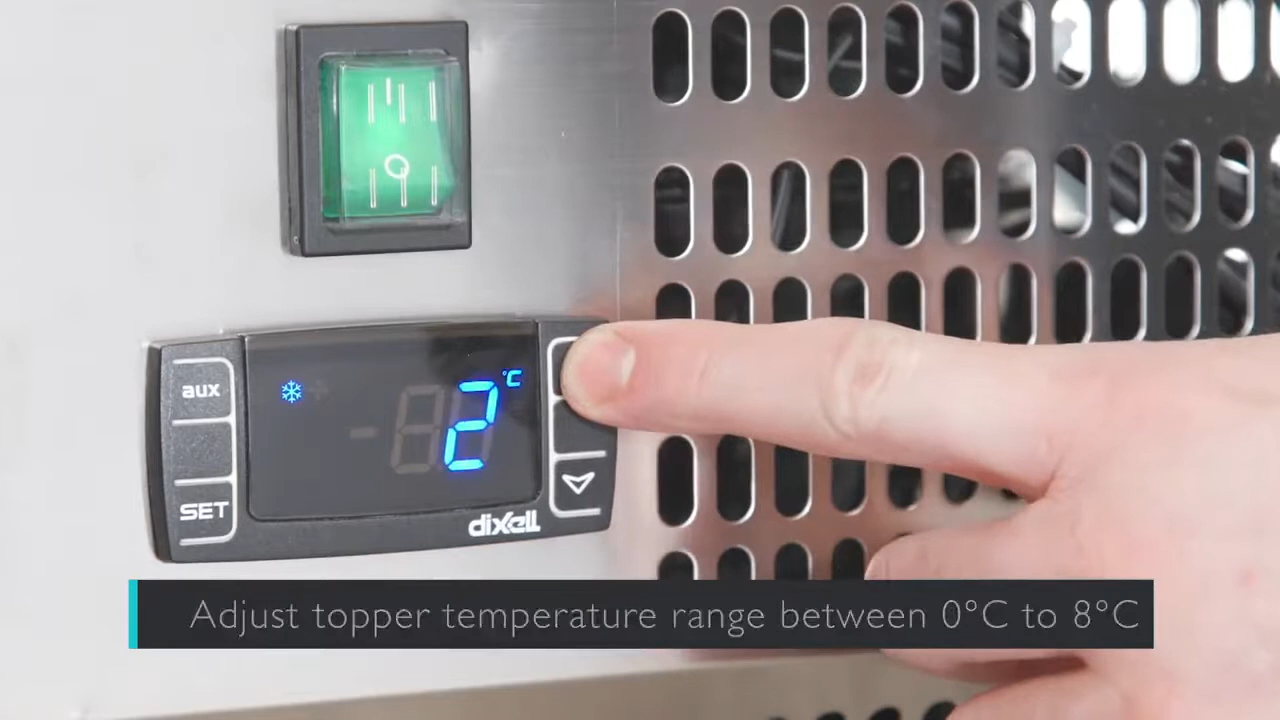 aux
2 °C
SET
dixell
Adjust topper temperature range between 0°C to 8°C